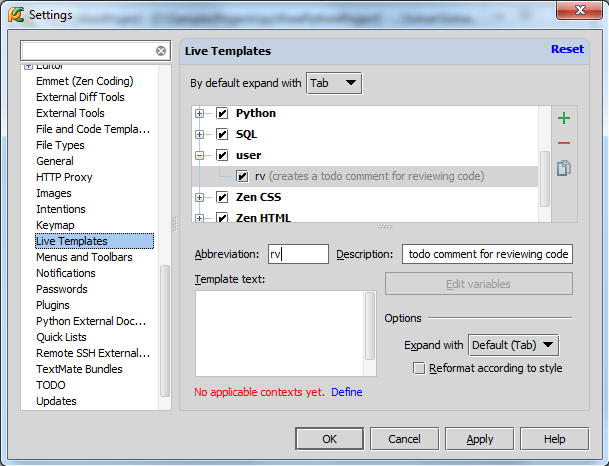 Settings
Live Templates
Reset
By default expand with Tab
Editor
Emmet (Zen Coding)
External Diff Tools
External Tools
File and Code Templa...
File Types
General
HTTP Proxy
Images
Intentions
Keymap
Live Templates
Menus and Toolbars
Notifications
Passwords
Plugins
Python External Doc...
Quick Lists
Remote SSH External...
TextMate Bundles
TODO
Updates
Python
SQL
user
rv (creates a todo comment for reviewing code)
Zen CSS
Zen HTML
Abbreviation: rv
Description: todo comment for reviewing code
Template text:
Edit variables
Options
Expand with Default (Tab)
Reformat according to style
No applicable contexts yet. Define
OK
Cancel
Apply
Help